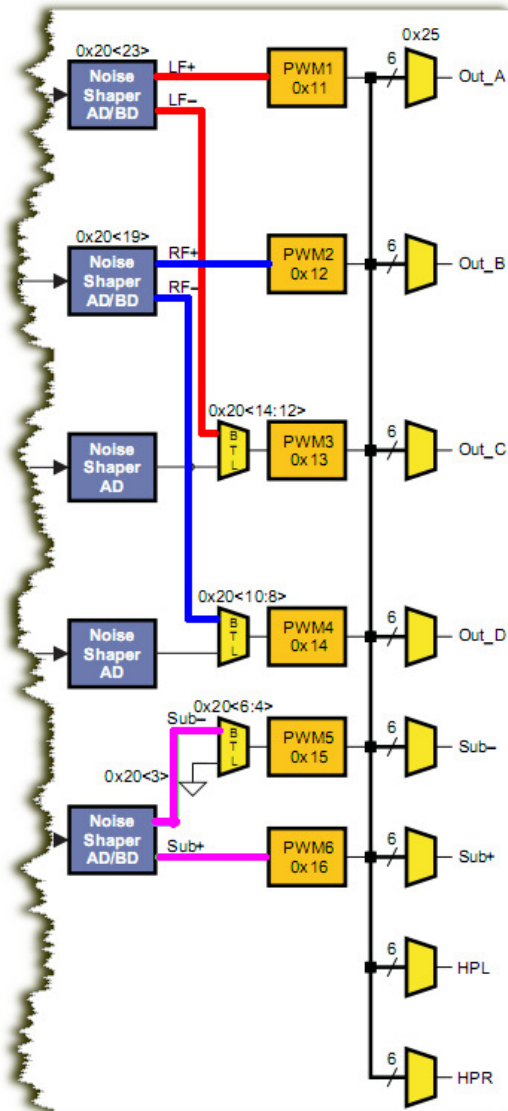 0x20<23>
0x25
Noise
Shaper
AD/BD
LF+
LF–
PWM1
0x11
6
Out_A
0x20<19>
Noise
Shaper
AD/BD
RF+
RF–
PWM2
0x12
6
Out_B
0x20<14:12>
Noise
Shaper
AD
B
T
L
PWM3
0x13
6
Out_C
0x20<10:8>
Noise
Shaper
AD
B
T
L
PWM4
0x14
6
Out_D
0x20<6:4>
Sub–
B
T
L
PWM5
0x15
6
Sub–
0x20<3>
Noise
Shaper
AD/BD
Sub+
PWM6
0x16
6
Sub+
6
HPL
6
HPR